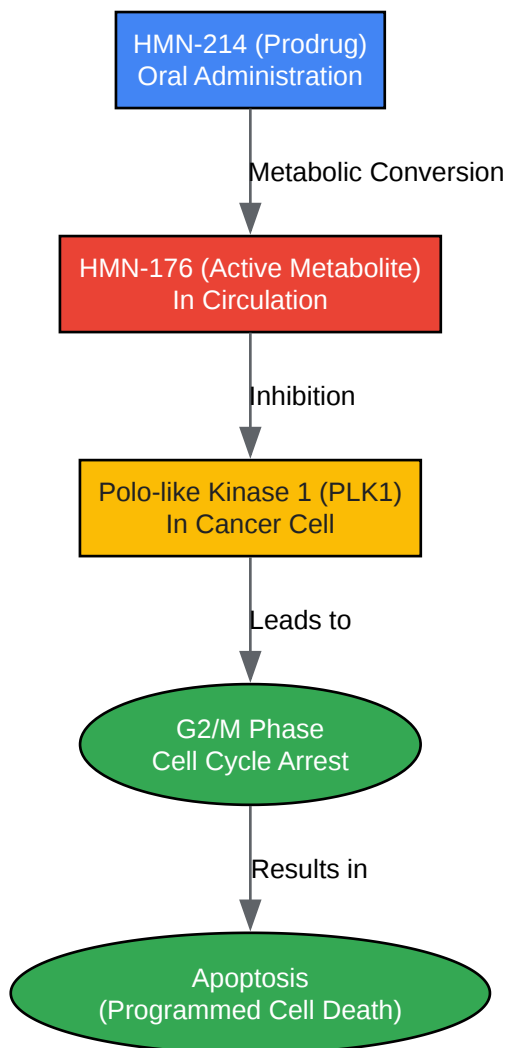 HMN-214 (Prodrug)
Oral Administration
Metabolic Conversion
HMN-176 (Active Metabolite)
In Circulation
Inhibition
Polo-like Kinase 1 (PLK1)
In Cancer Cell
Leads to
G2/M Phase
Cell Cycle Arrest
Results in
Apoptosis
(Programmed Cell Death)